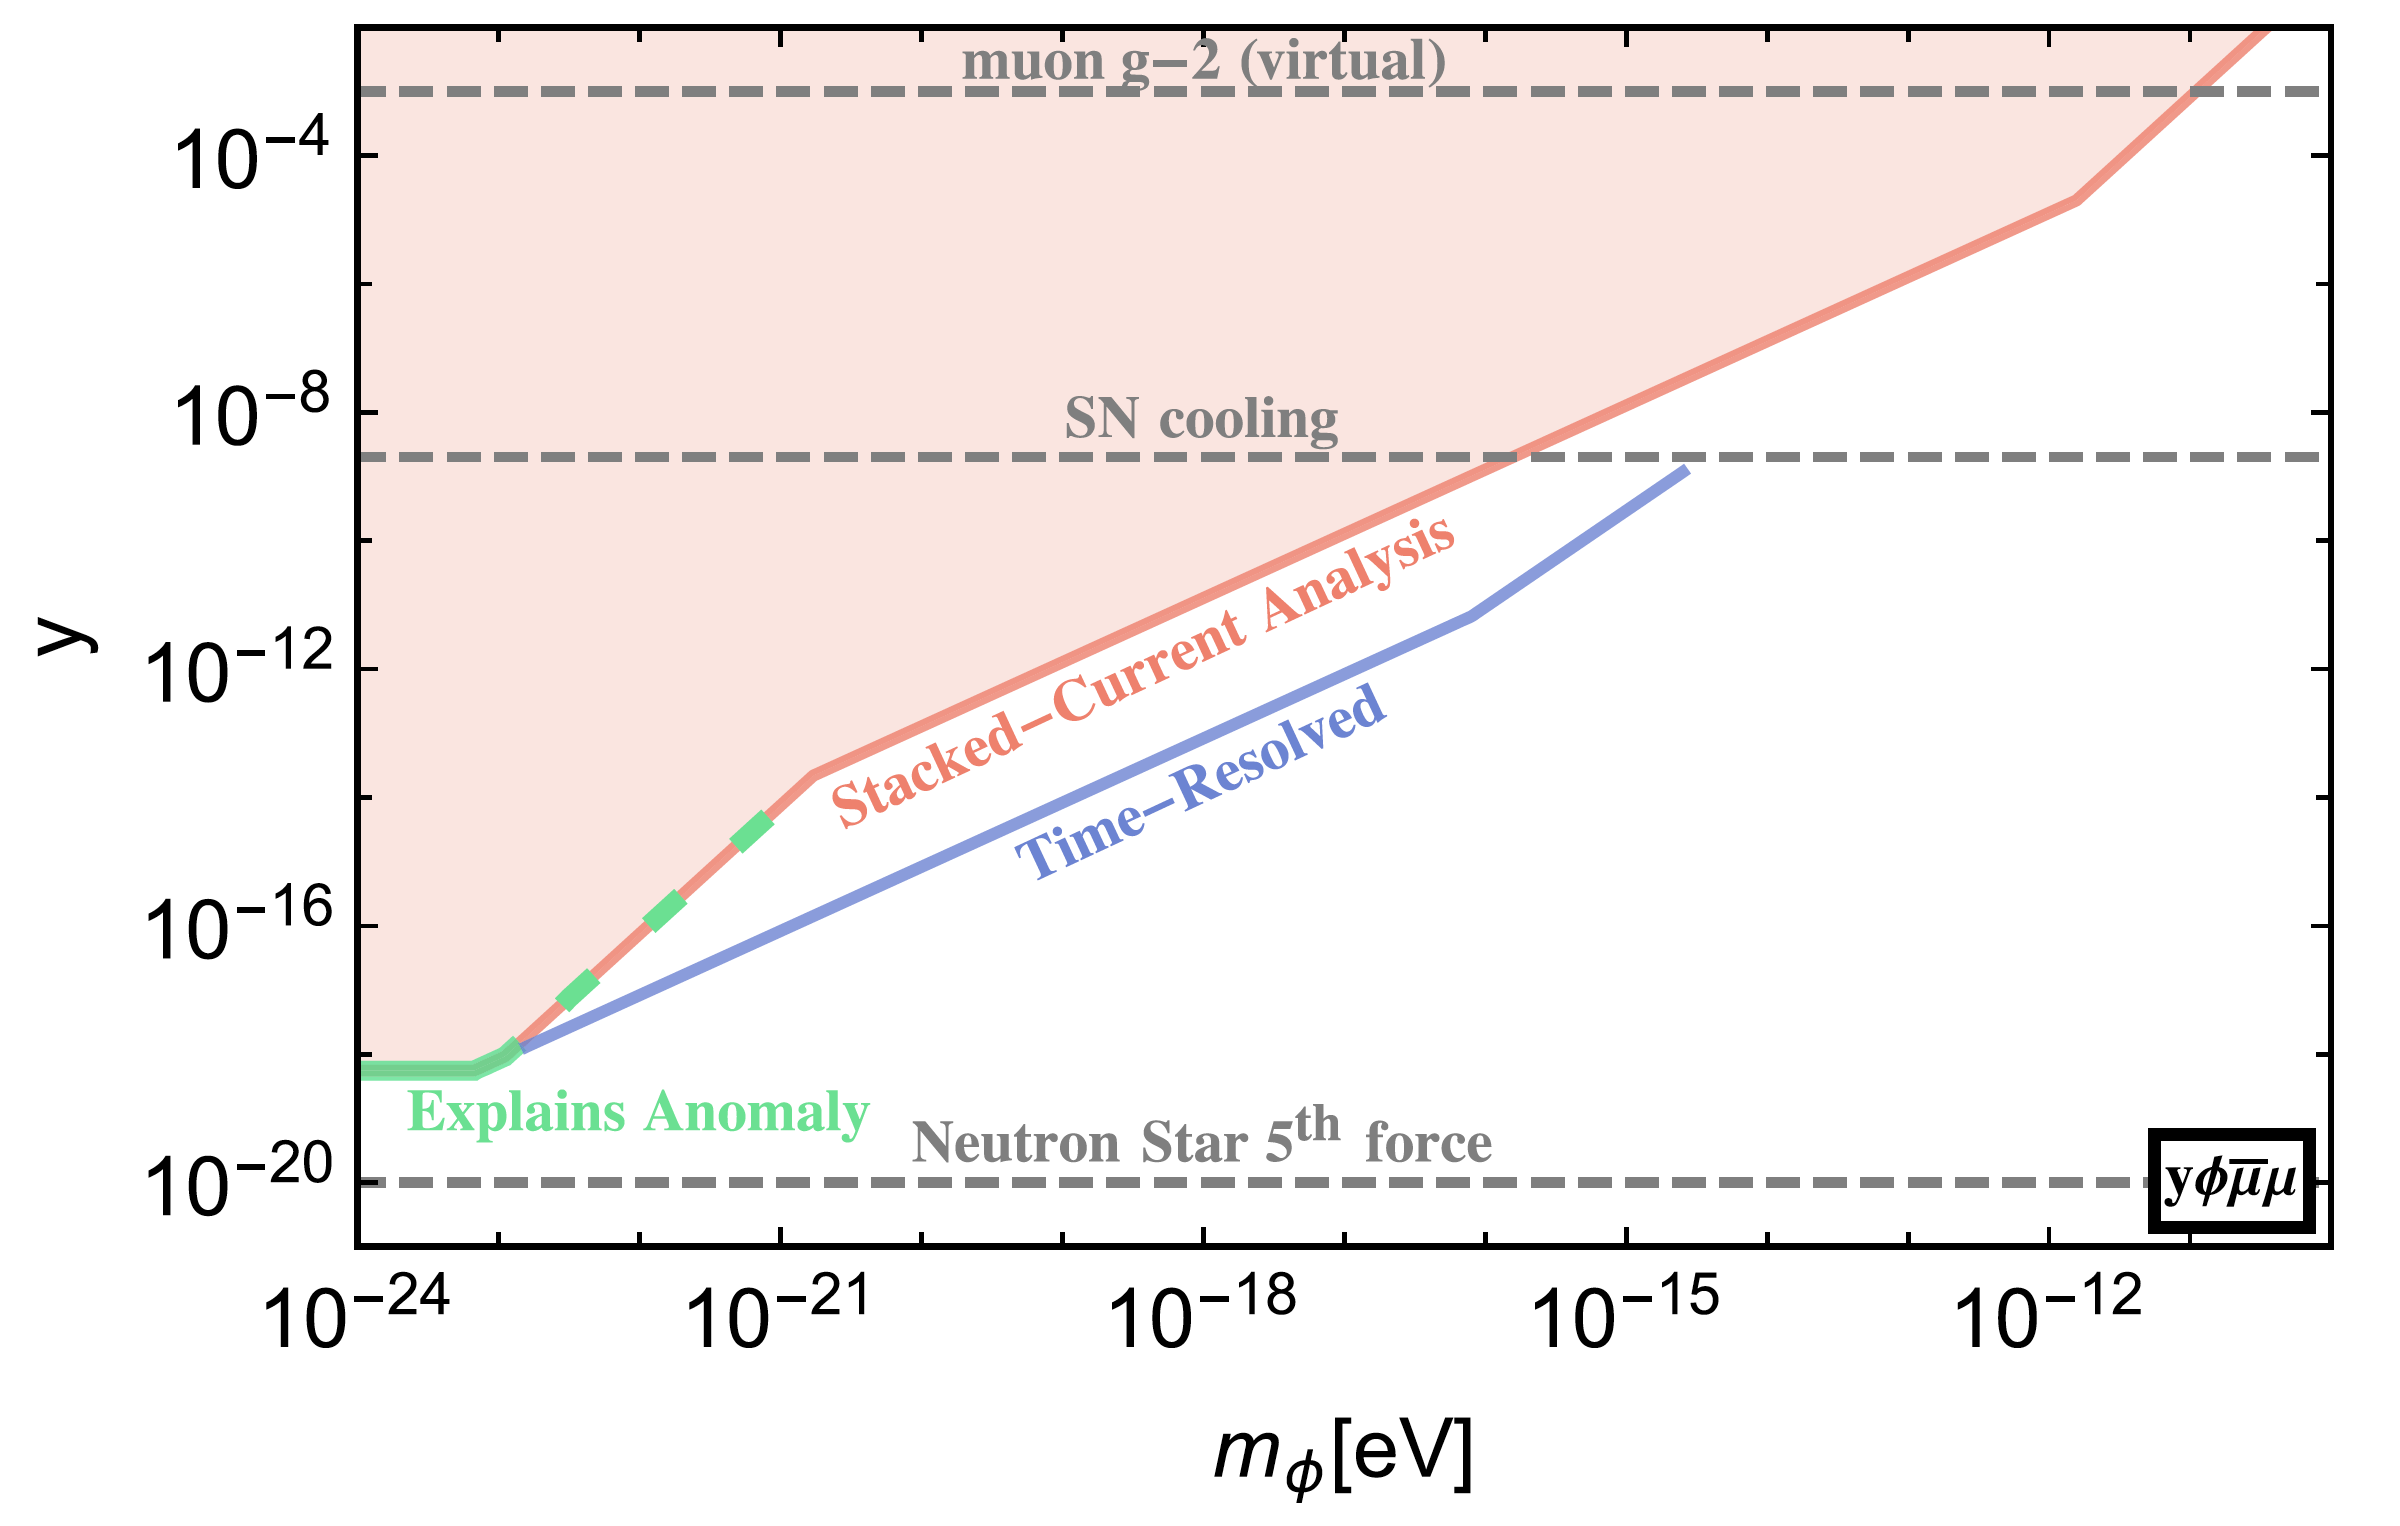 muon g−2 (virtual)
10⁻⁴
10⁻⁸
SN cooling
Stacked−Current Analysis
y
10⁻¹²
Time−Resolved
10⁻¹⁶
Explains Anomaly
Neutron Star 5ᵗʰ force
10⁻²⁰
yϕμ̅μ
10⁻²⁴ 10⁻²¹ 10⁻¹⁸ 10⁻¹⁵ 10⁻¹²
m_ϕ[eV]